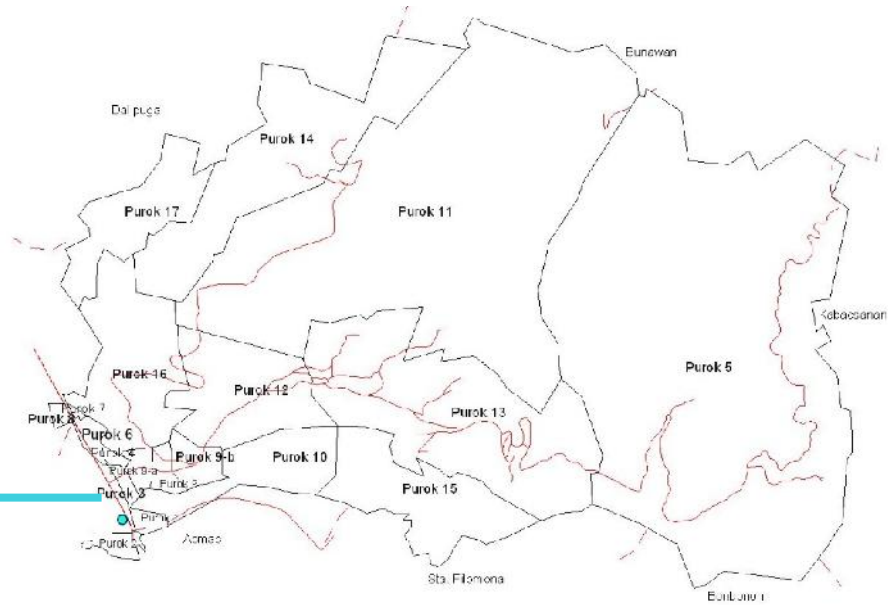 Bunawan
Dalipuga
Purok 14
Purok 17
Purok 11
Kabacsanan
Purok 5
Purok 16
Purok 12
Purok 7
Purok 8
Purok 13
Purok 6
Purok 4
Purok 9-b
Purok 10
Purok 9-a
Purok 15
Purok 3
Purok 2
Acmac
Sta. Filomena
Bonbonon